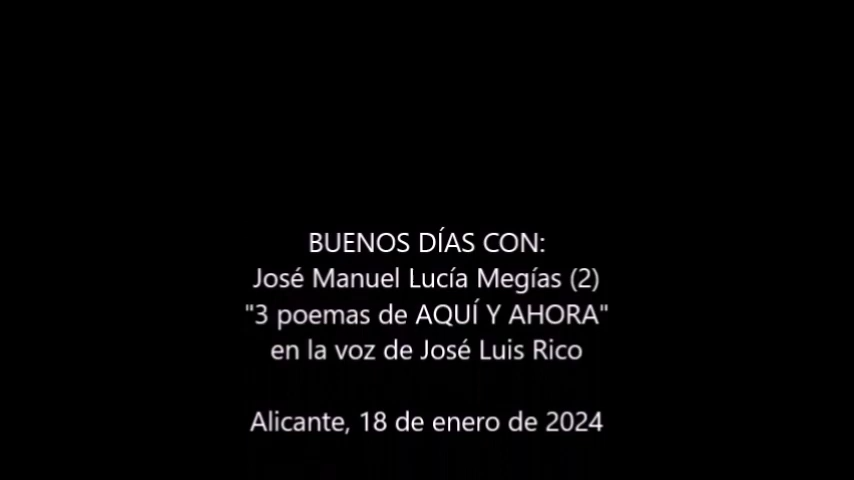 BUENOS DÍAS CON:
José Manuel Lucía Megías (2)
"3 poemas de AQUÍ Y AHORA"
en la voz de José Luis Rico
Alicante, 18 de enero de 2024